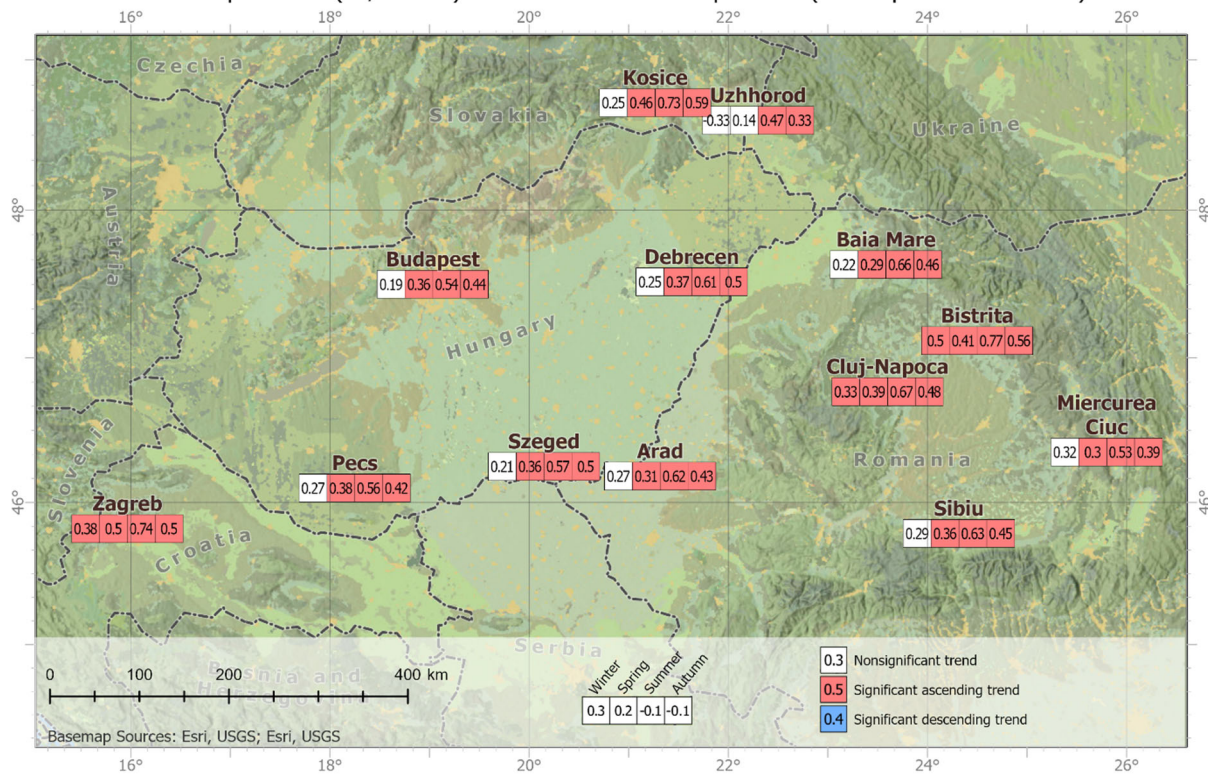 16° 18° 20° 22° 24° 26°
Czechia
Kosice
0.25 0.46 0.73 0.59
Uzhhorod
-0.33 0.14 0.47 0.33
Slovakia
Ukraine
Austria
48° 48°
Budapest
0.19 0.36 0.54 0.44
Debrecen
0.25 0.37 0.61 0.5
Baia Mare
0.22 0.29 0.66 0.46
Hungary
Bistrita
0.5 0.41 0.77 0.56
Cluj-Napoca
0.33 0.39 0.67 0.48
Miercurea
Ciuc
0.32 0.3 0.53 0.39
Slovenia
Pecs
0.27 0.38 0.56 0.42
Szeged
0.21 0.36 0.57 0.5
Arad
0.27 0.31 0.62 0.43
Romania
46° 46°
Zagreb
0.38 0.5 0.74 0.5
Croatia
Sibiu
0.29 0.36 0.63 0.45
Serbia
Bosnia and
Herzegovina
0 100 200 400 km
Winter Spring Summer Autumn
0.3 0.2 -0.1 -0.1
0.3 Nonsignificant trend
0.5 Significant ascending trend
0.4 Significant descending trend
Basemap Sources: Esri, USGS; Esri, USGS
16° 18° 20° 22° 24° 26°